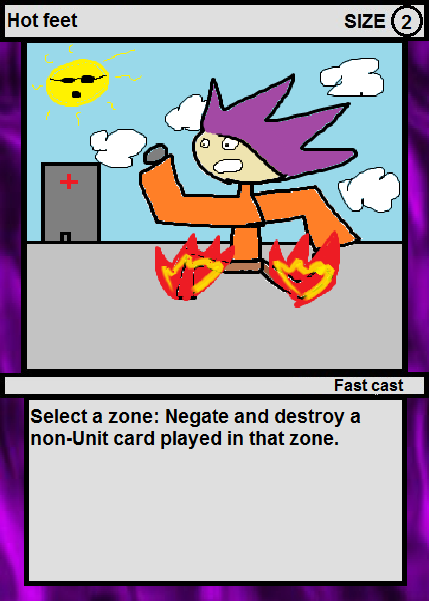 Hot feet
SIZE 2
Fast cast
Select a zone: Negate and destroy a
non-Unit card played in that zone.